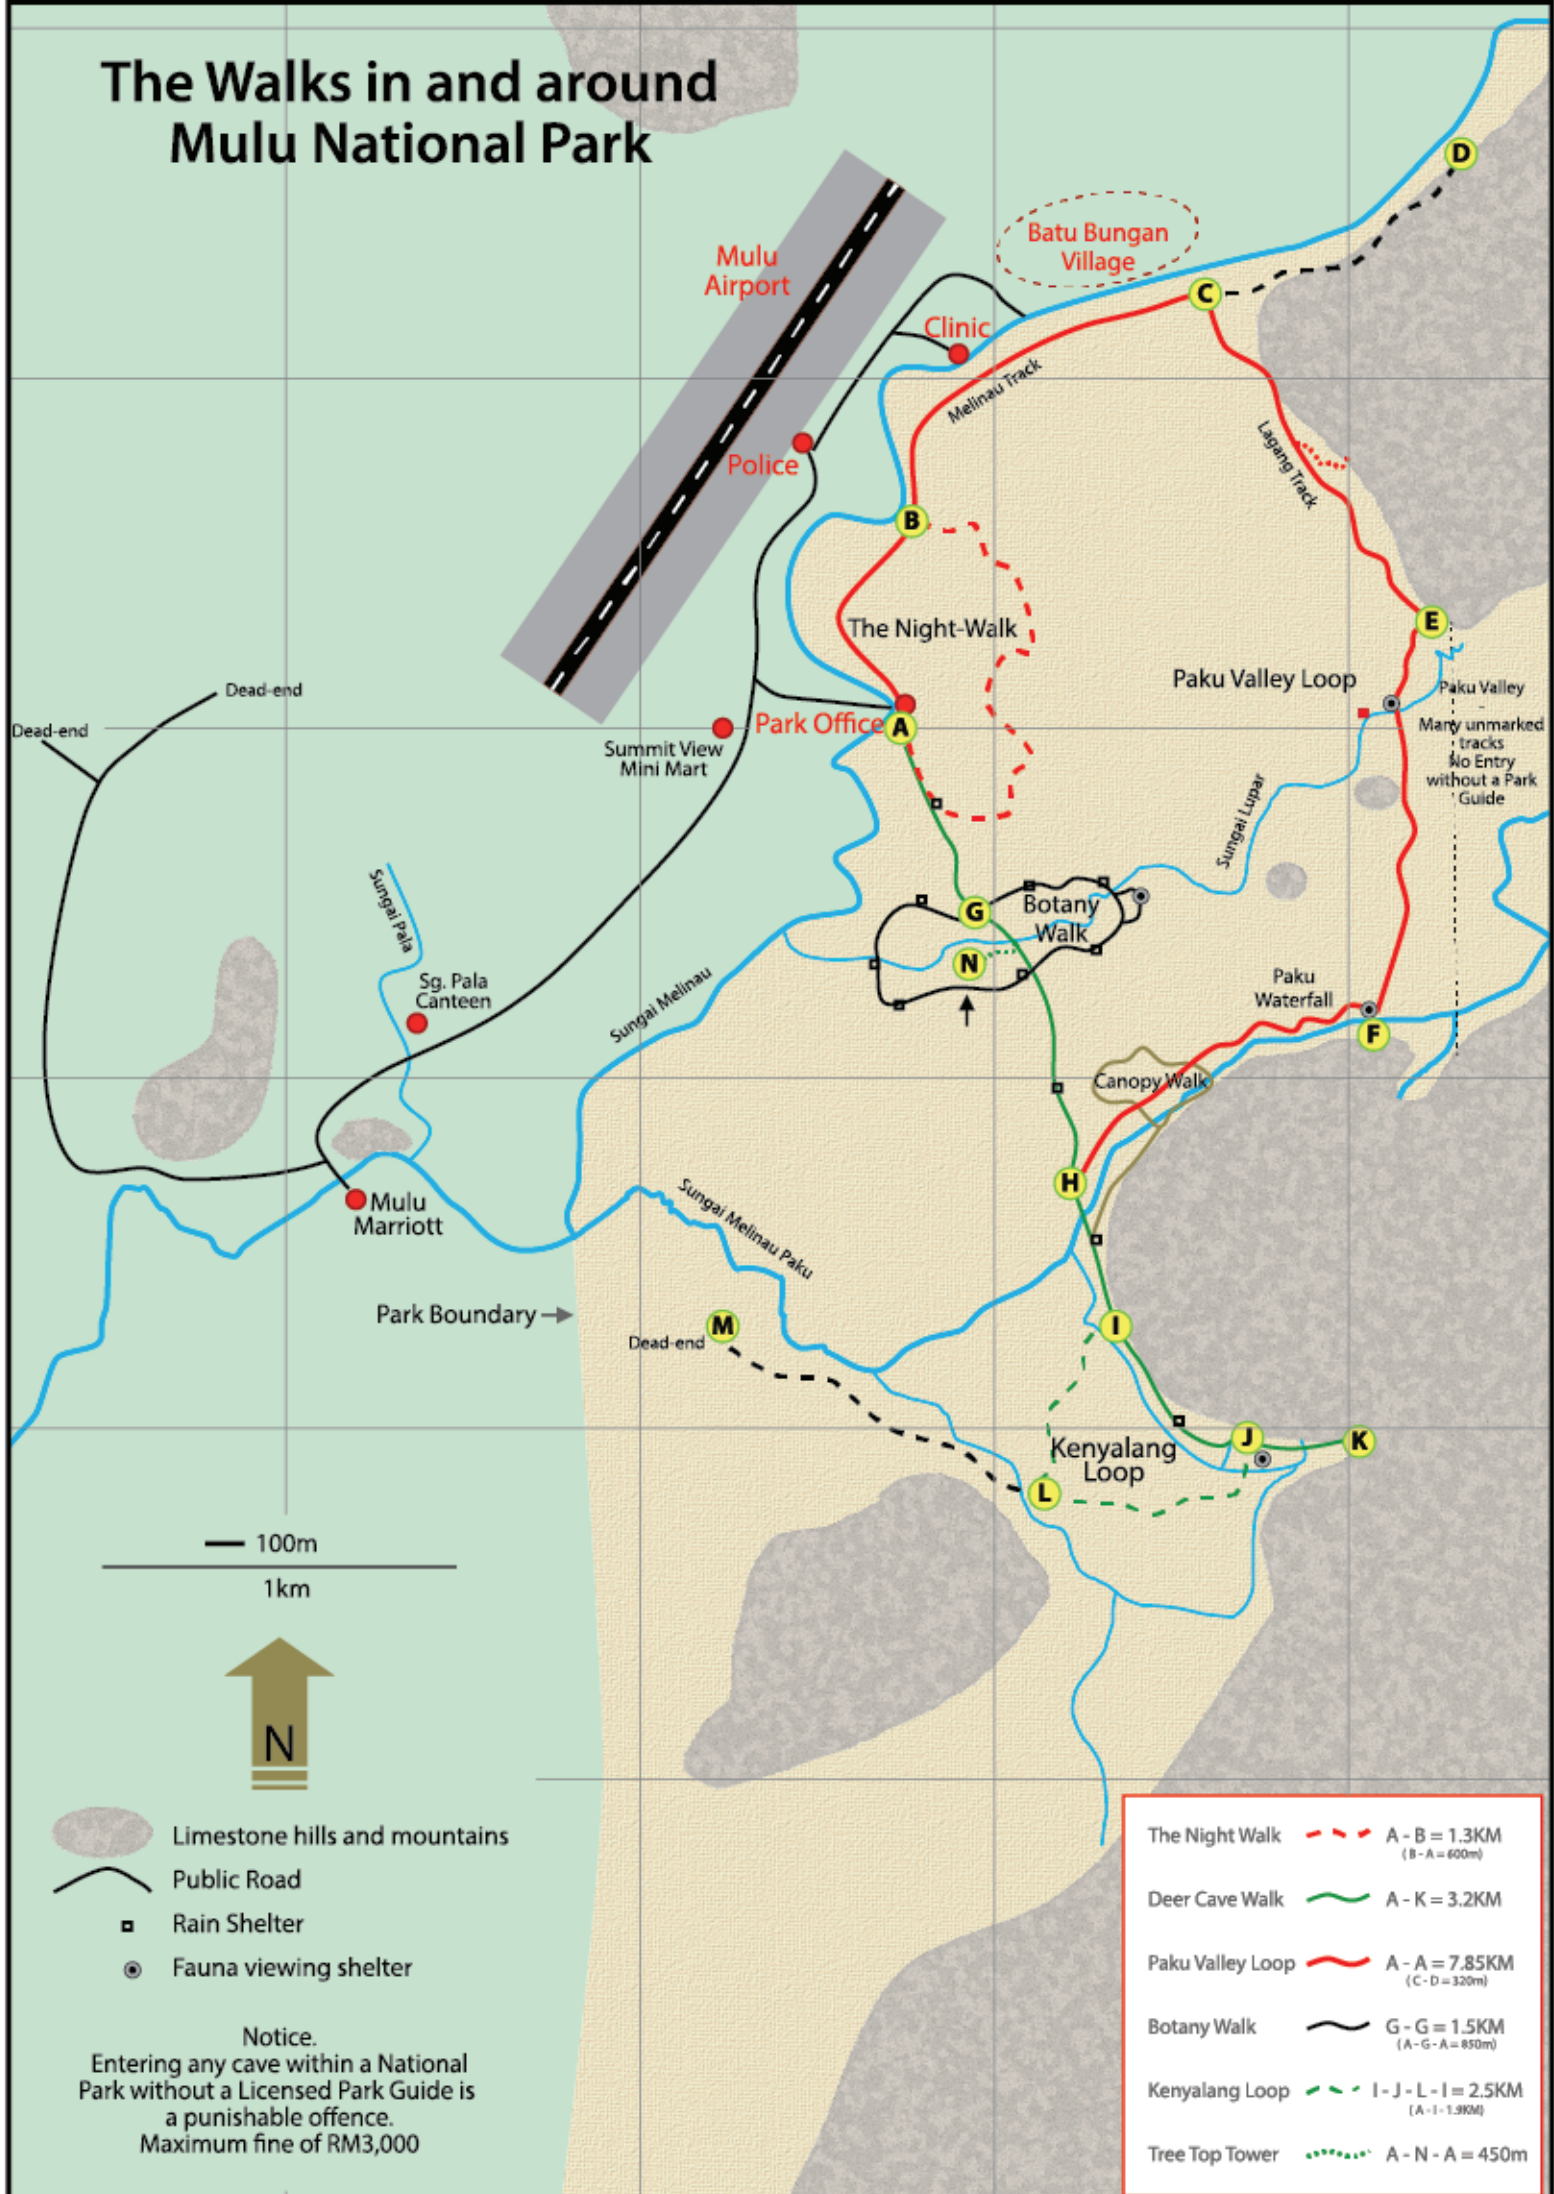 The Walks in and around
Mulu National Park
D
Batu Bungan
Village
Mulu
Airport
C
Clinic
Melinau Track
Police
Lagang Track
B
E
The Night-Walk
Paku Valley Loop
Paku Valley
-
Many unmarked
tracks
No Entry
without a Park
Guide
Dead-end
Dead-end
Park Office
A
Summit View
Mini Mart
Sungai Lupar
Sungai Pala
G
Botany
Walk
N
Sg. Pala
Canteen
Sungai Melinau
Paku
Waterfall
F
Canopy Walk
H
Mulu
Marriott
Sungai Melinau Paku
Park Boundary
M
I
Dead-end
J
K
Kenyalang
Loop
L
100m
1km
N
Limestone hills and mountains
Public Road
Rain Shelter
Fauna viewing shelter
Notice.
Entering any cave within a National
Park without a Licensed Park Guide is
a punishable offence.
Maximum fine of RM3,000
The Night Walk A - B = 1.3KM
( B - A = 600m)
Deer Cave Walk A - K = 3.2KM
Paku Valley Loop A - A = 7.85KM
( C - D = 320m)
Botany Walk G - G = 1.5KM
( A - G - A = 850m)
Kenyalang Loop I - J - L - I = 2.5KM
( A - I - 1.9KM)
Tree Top Tower A - N - A = 450m